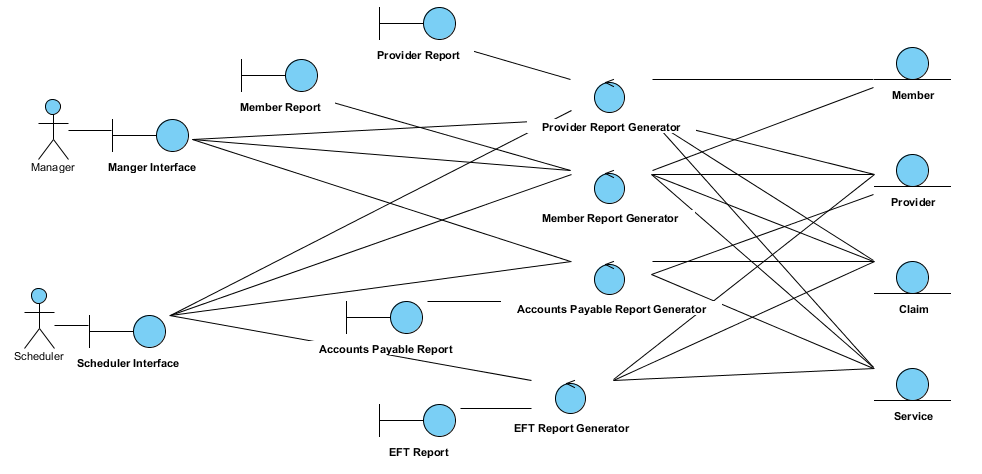 Provider Report
Member Report
Member
Provider Report Generator
Manager
Manger Interface
Provider
Member Report Generator
Claim
Accounts Payable Report Generator
Accounts Payable Report
Scheduler
Scheduler Interface
Service
EFT Report Generator
EFT Report